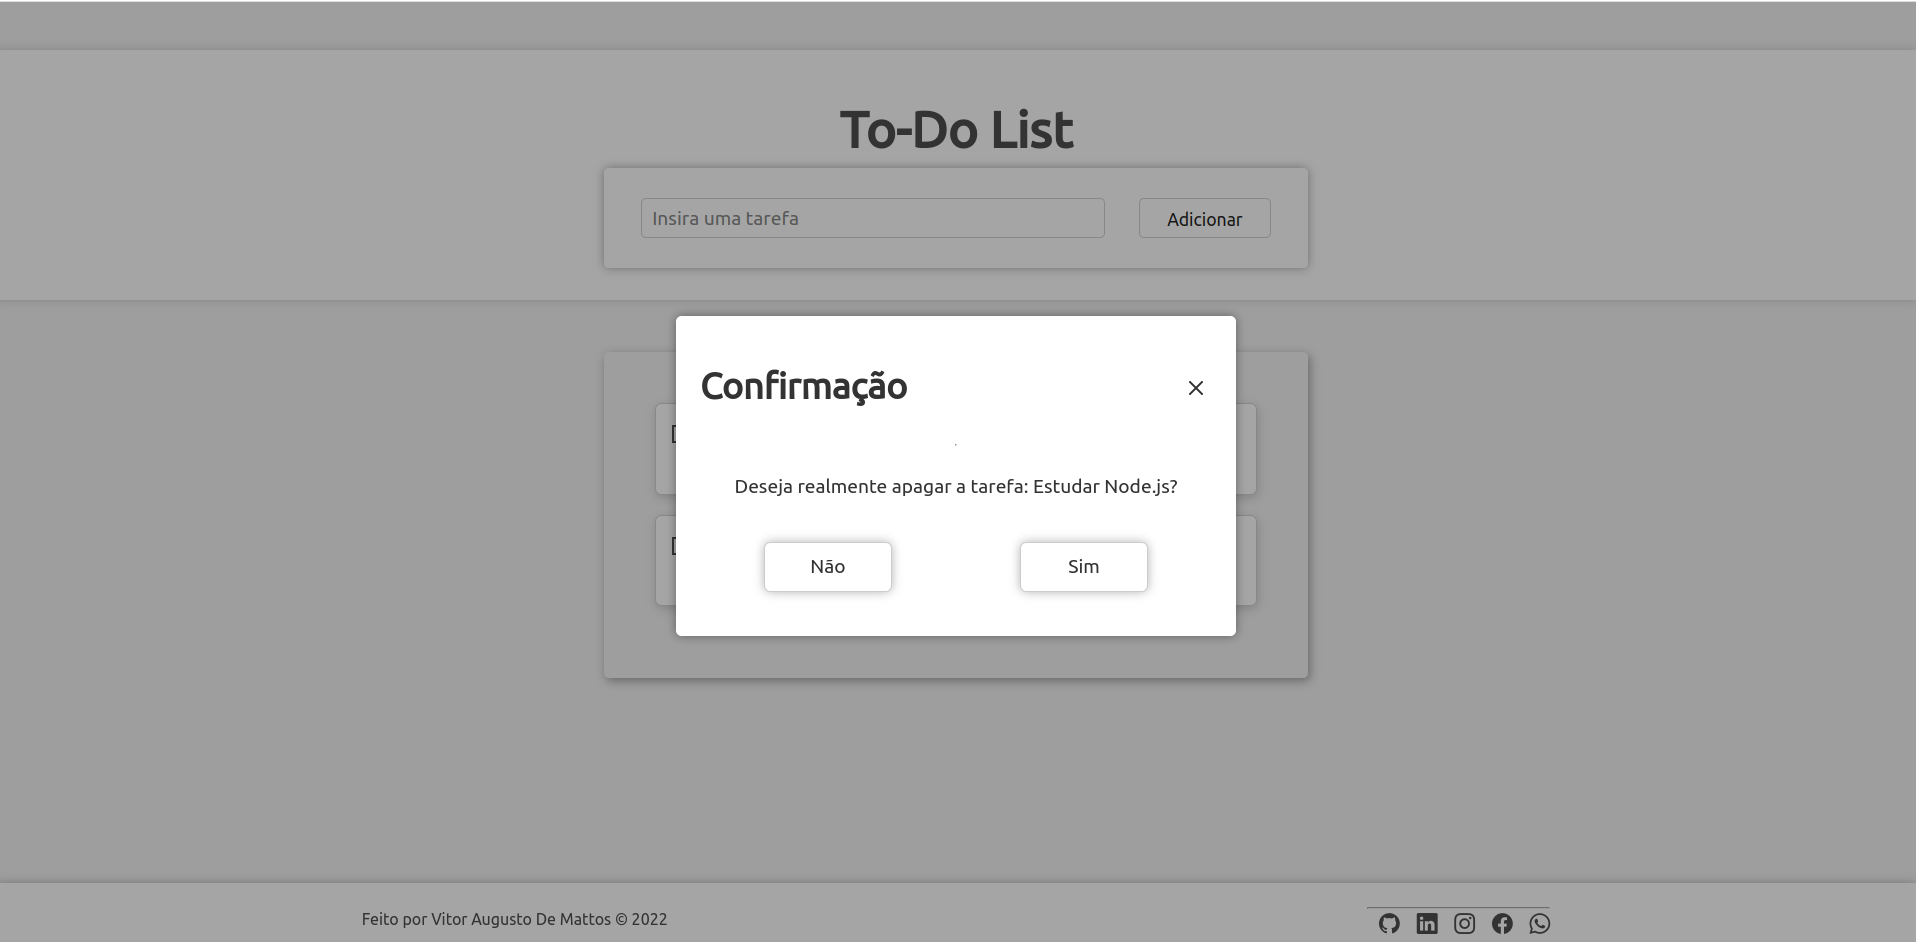 To-Do List
Insira uma tarefa
Adicionar
Confirmação
Deseja realmente apagar a tarefa: Estudar Node.js?
Não
Sim
Feito por Vitor Augusto De Mattos © 2022